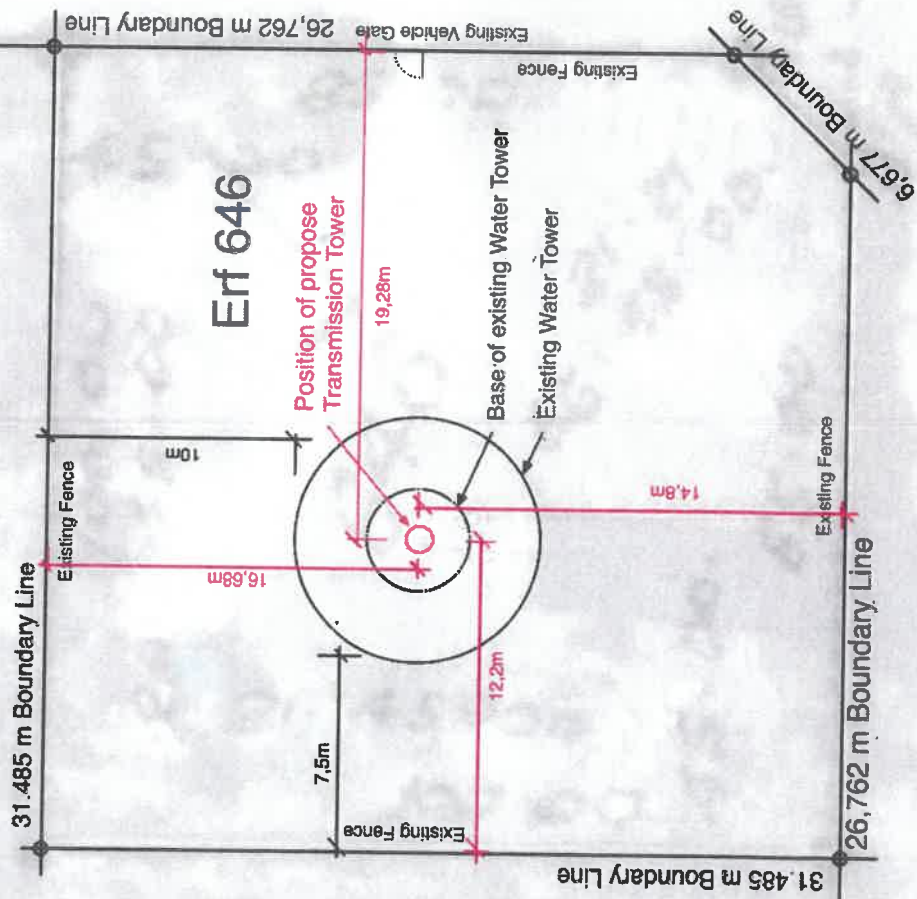 26,762 m Boundary Line
Existing Vehicle Gate
Existing Fence
Boundary Line
6,677 m Boundary Line
31.485 m Boundary Line
Existing Fence
10m
Erf 646
Position of propose
Transmission Tower
19,28m
16,68m
Base of existing Water Tower
Existing Water Tower
7,5m
12,2m
14,8m
Existing Fence
Existing Fence
31.485 m Boundary Line
26,762 m Boundary Line